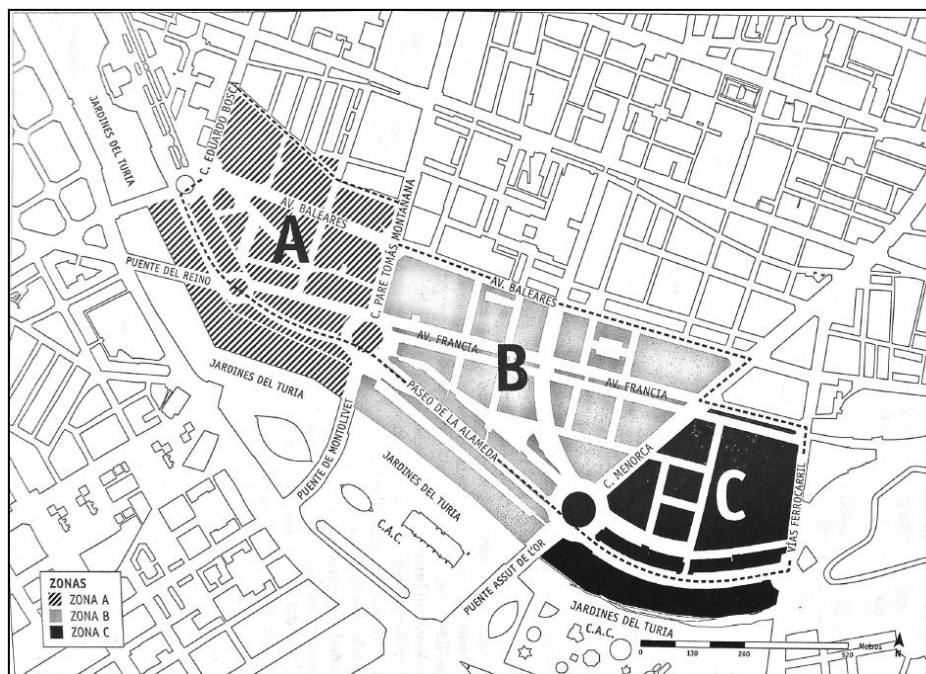 JARDINES DEL TURIA
C. EDUARDO BOSCÁ
AV. BALEARES
A
C. PARE TOMÁS MONTAÑANA
PUENTE DEL REINO
AV. BALEARES
AV. FRANCIA
B
AV. FRANCIA
JARDINES DEL TURIA
PASEO DE LA ALAMEDA
PUENTE DE MONTOLIVET
C. MENORCA
C
VÍAS FERROCARRIL
JARDINES DEL TURIA
C.A.C.
PUENTE ASSUT DE L'OR
JARDINES DEL TURIA
C.A.C.
ZONAS
ZONA A
ZONA B
ZONA C
0 130 260 520 Metros
N